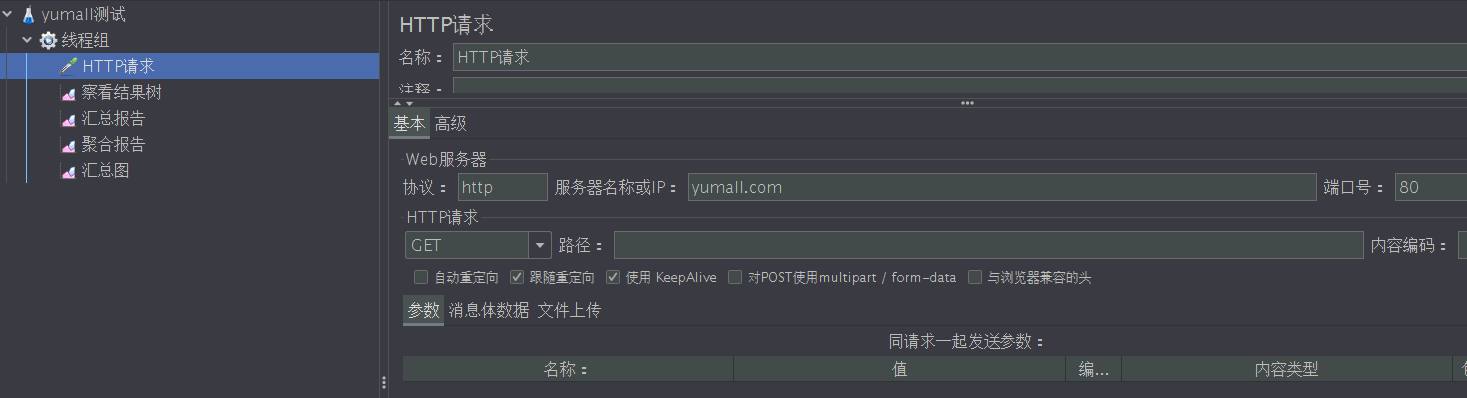 yumall测试
线程组
HTTP请求
察看结果树
汇总报告
聚合报告
汇总图
HTTP请求
名称： HTTP请求
注释：
基本 高级
Web服务器
协议： http 服务器名称或IP： yumall.com 端口号： 80
HTTP请求
GET 路径： 内容编码：
自动重定向 跟随重定向 使用 KeepAlive 对POST使用multipart / form-data 与浏览器兼容的头
参数 消息体数据 文件上传
同请求一起发送参数：
名称： 值 编... 内容类型